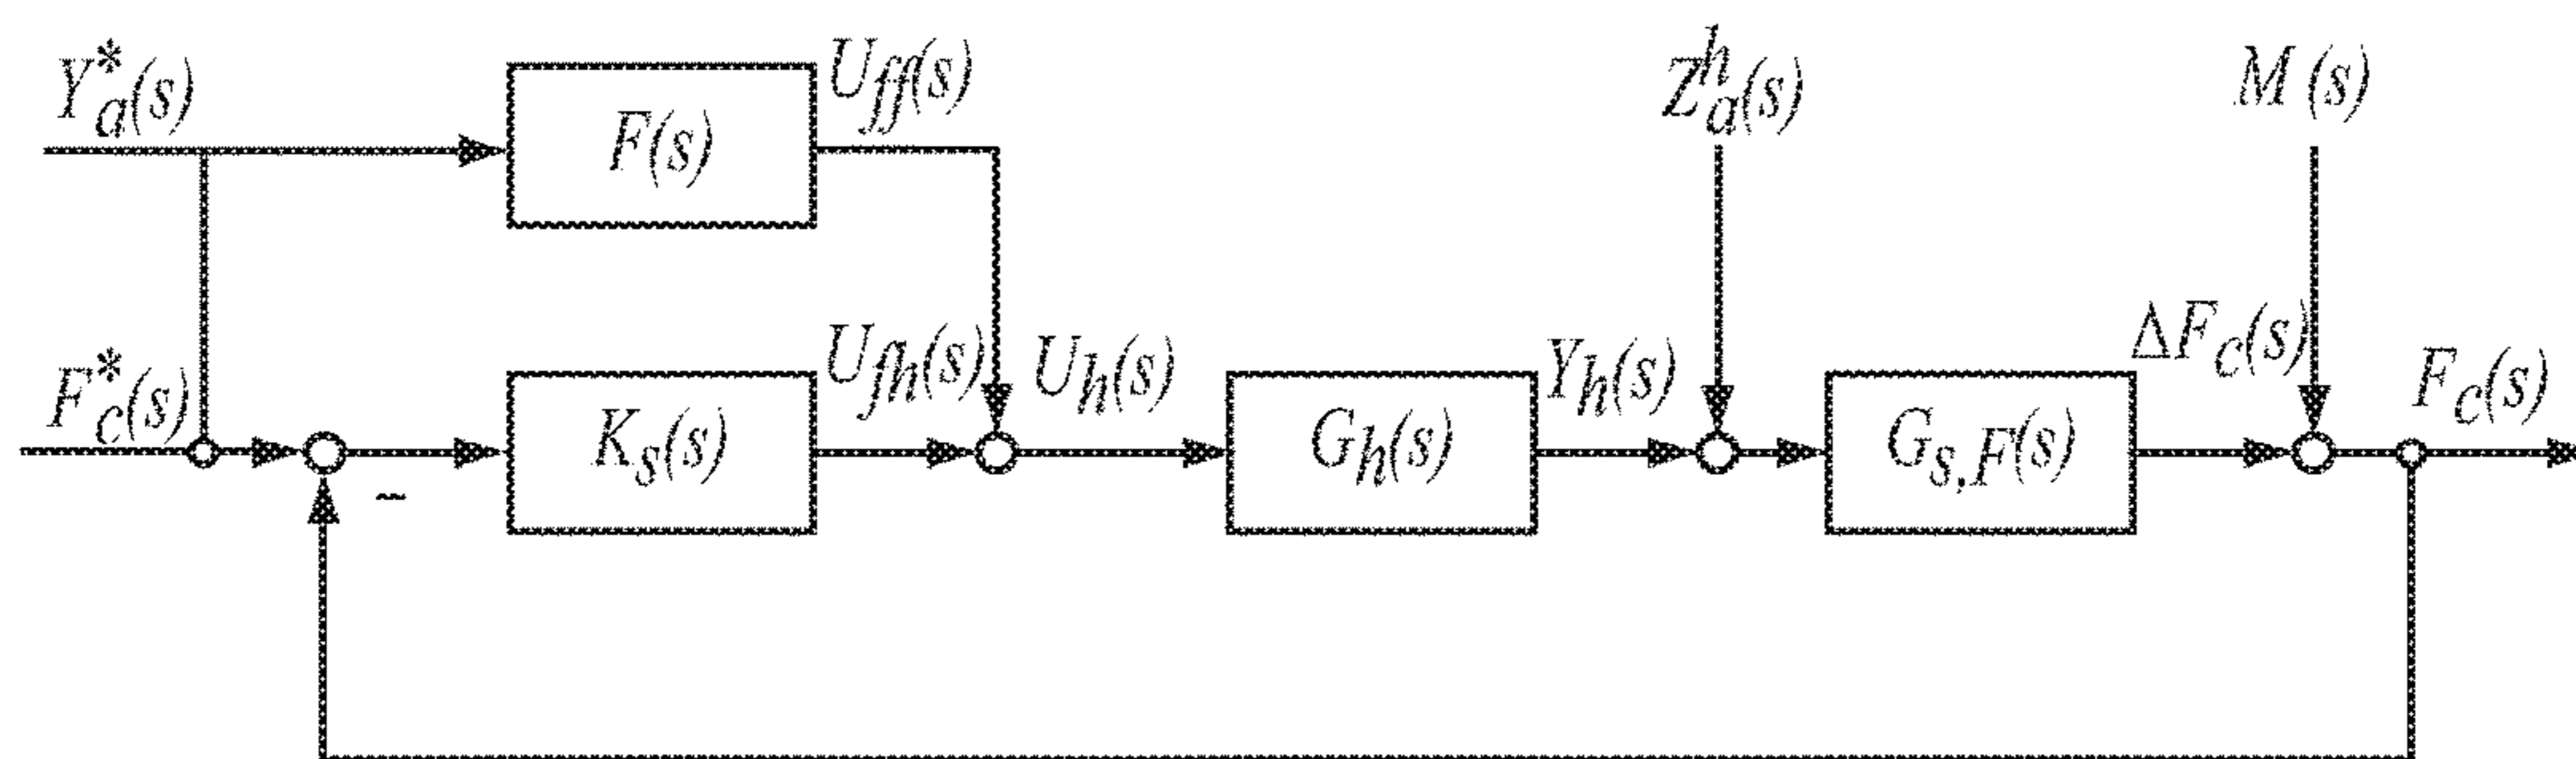 Y*a(s)
F(s)
Uff(s)
Zha(s)
M (s)
F*c(s)
Ks(s)
Ufh(s)
Uh(s)
Gh(s)
Yh(s)
Gs,F(s)
ΔFc(s)
Fc(s)
−